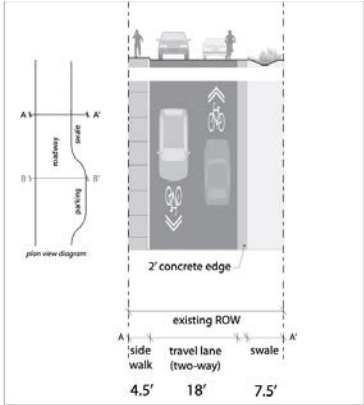 A
A'
roadway
swale
B
B'
parking
plan view diagram
2' concrete edge
existing ROW
A
A'
side walk
travel lane (two-way)
swale
4.5'
18'
7.5'